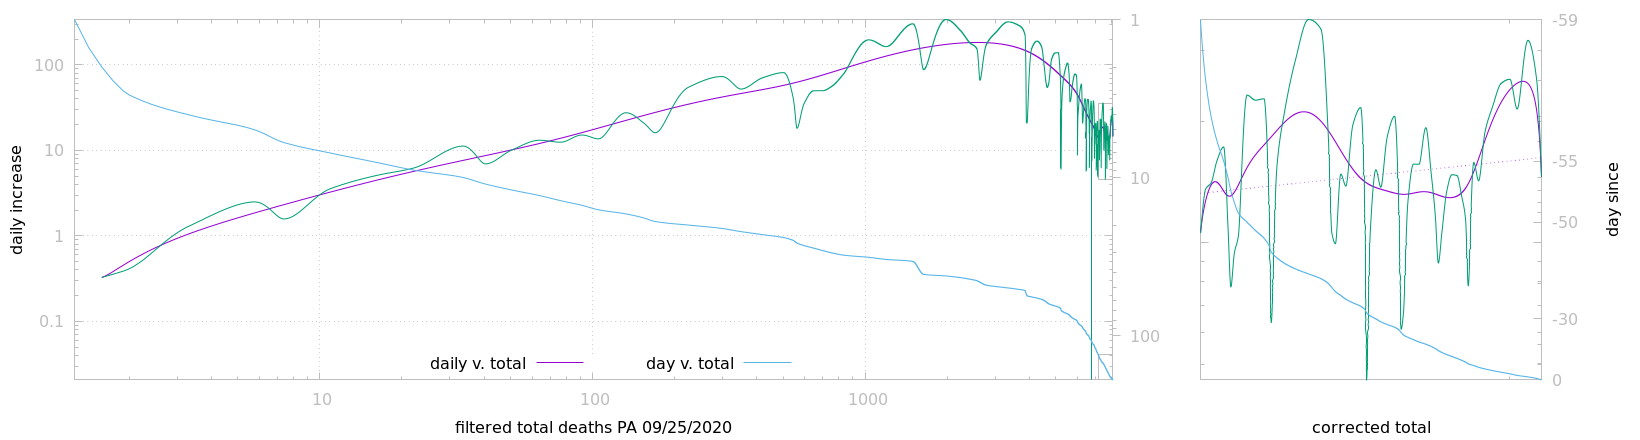 100
10
1
0.1
daily increase
10
100
1000
filtered total deaths PA 09/25/2020
daily v. total
day v. total
1
10
100
-59
-55
-50
-30
0
day since
corrected total